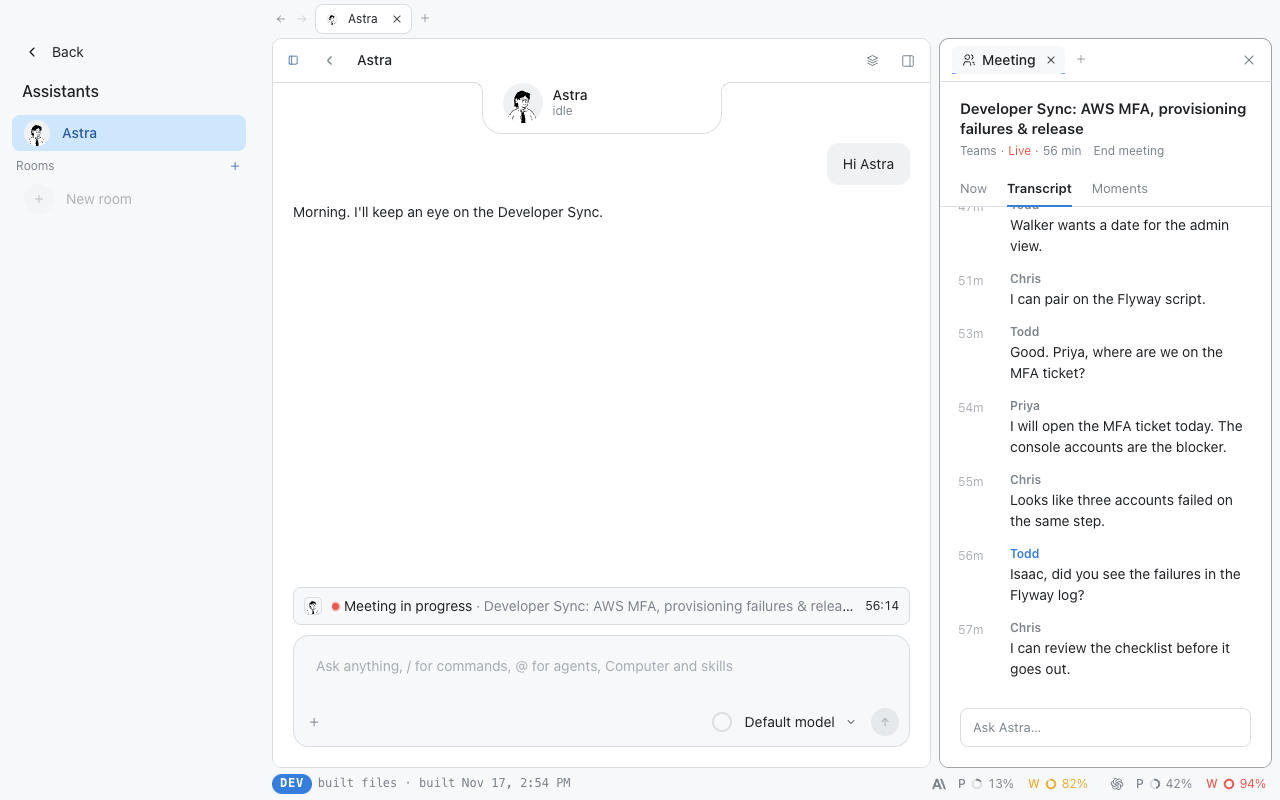 Astra
Back
Assistants
Astra
Rooms
New room
Astra
Astra
idle
Hi Astra
Morning. I'll keep an eye on the Developer Sync.
Meeting in progress · Developer Sync: AWS MFA, provisioning failures & relea… 56:14
Ask anything, / for commands, @ for agents, Computer and skills
Default model
Meeting
Developer Sync: AWS MFA, provisioning
failures & release
Teams · Live · 56 min End meeting
Now Transcript Moments
47m Todd
Walker wants a date for the admin
view.
51m Chris
I can pair on the Flyway script.
53m Todd
Good. Priya, where are we on the
MFA ticket?
54m Priya
I will open the MFA ticket today. The
console accounts are the blocker.
55m Chris
Looks like three accounts failed on
the same step.
56m Todd
Isaac, did you see the failures in the
Flyway log?
57m Chris
I can review the checklist before it
goes out.
Ask Astra…
DEV built files · built Nov 17, 2:54 PM
P 13% W 82% P 42% W 94%